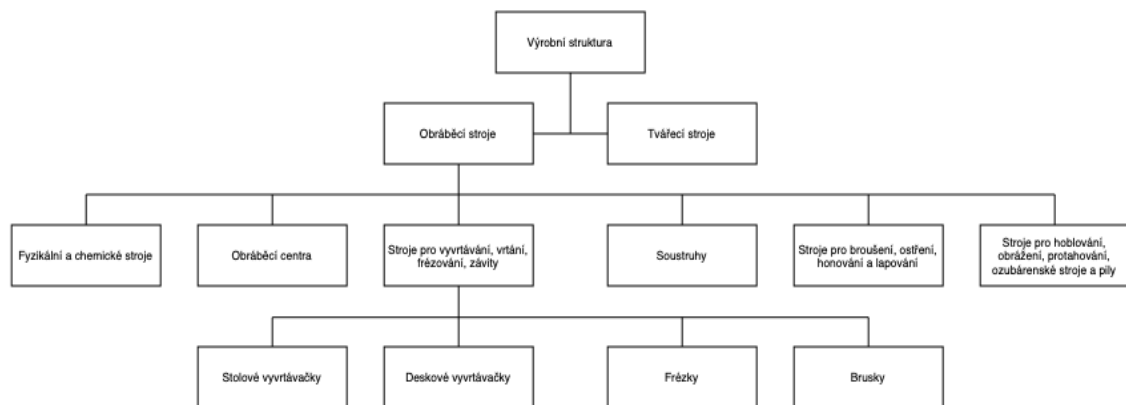 Výrobní struktura
Obráběcí stroje
Tvářecí stroje
Fyzikální a chemické stroje
Obráběcí centra
Stroje pro vyvrtávání, vrtání,
frézování, závity
Soustruhy
Stroje pro broušení, ostření,
honování a lapování
Stroje pro hoblování,
obrážení, protahování,
ozubárenské stroje a pily
Stolové vyvrtávačky
Deskové vyvrtávačky
Frézky
Brusky